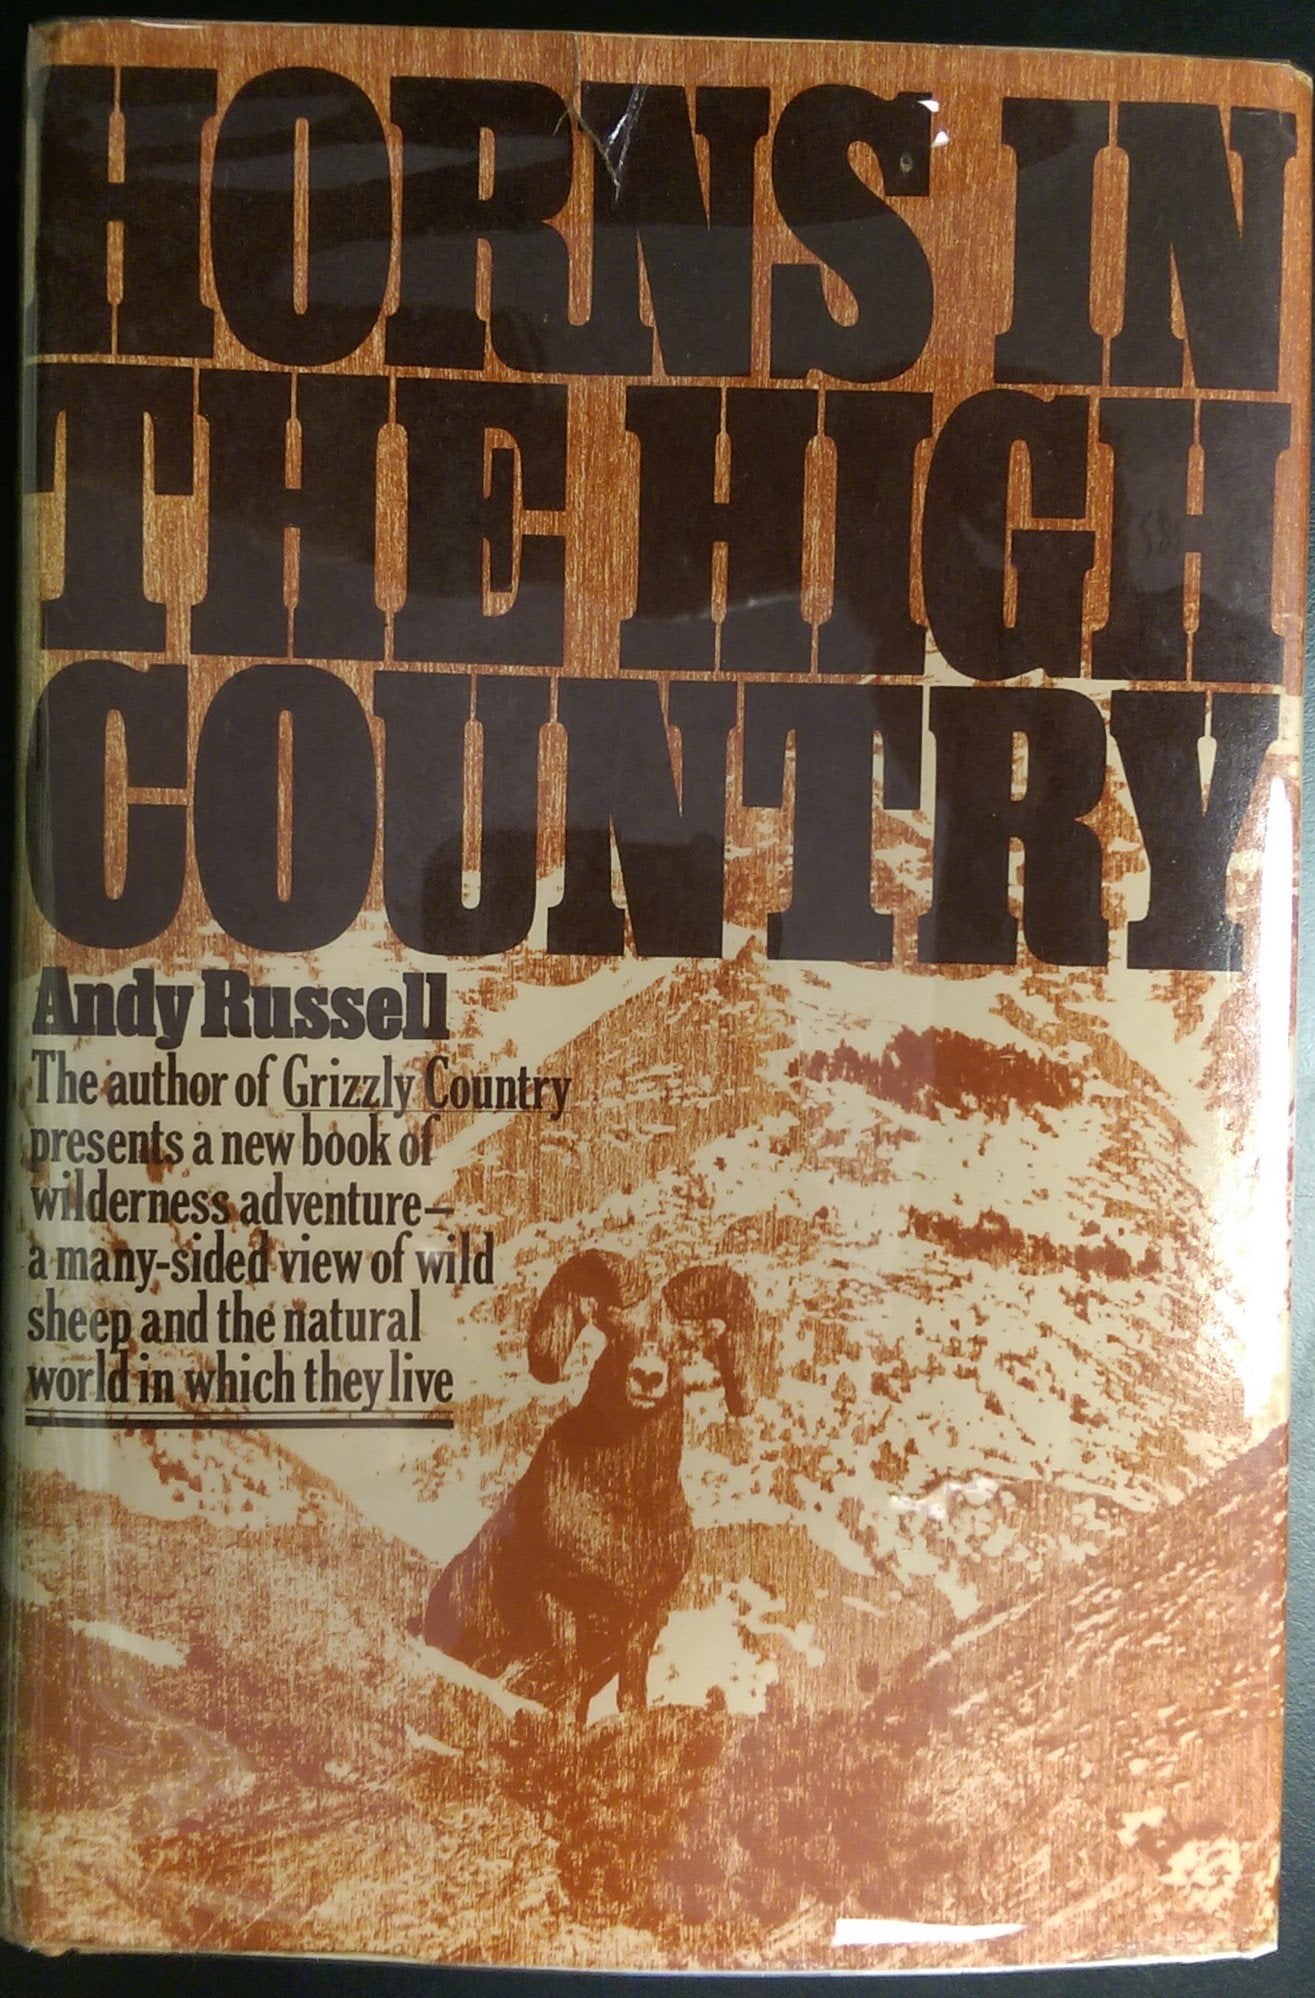 HORNS IN
THE HIGH
COUNTRY
Andy Russell
The author of Grizzly Country
presents a new book of
wilderness adventure–
a many-sided view of wild
sheep and the natural
world in which they live